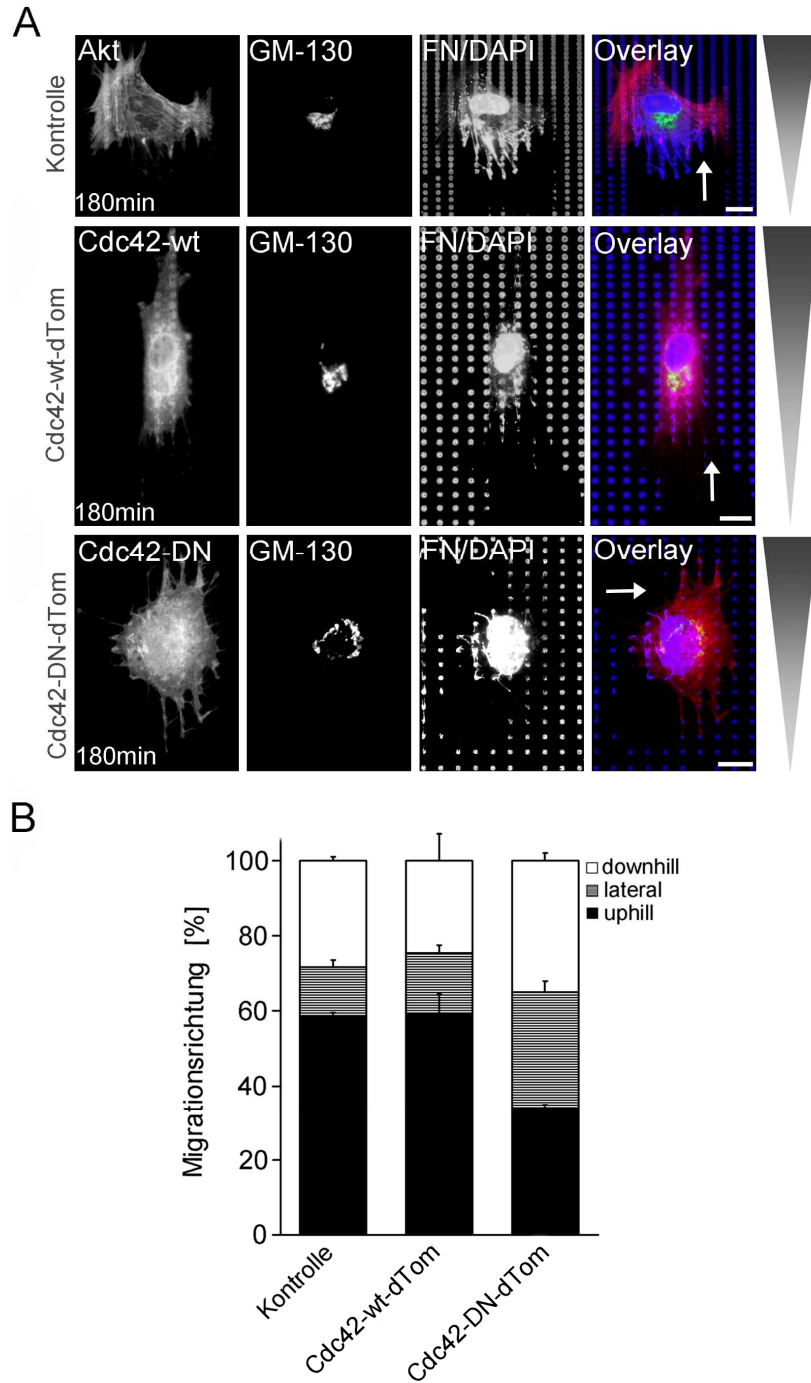 A
Kontrolle
Akt
GM-130
FN/DAPI
Overlay
180min
Cdc42-wt-dTom
Cdc42-wt
GM-130
FN/DAPI
Overlay
180min
Cdc42-DN-dTom
Cdc42-DN
GM-130
FN/DAPI
Overlay
180min
B
Migrationsrichtung [%]
100
80
60
40
20
0
downhill
lateral
uphill
Kontrolle
Cdc42-wt-dTom
Cdc42-DN-dTom